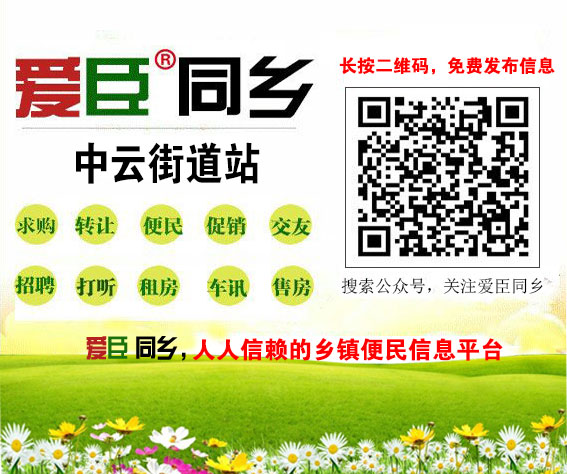 爱臣®同乡
中云街道站
求购 转让 便民 促销 交友
招聘 打听 租房 车讯 售房
长按二维码，免费发布信息
搜索公众号，关注爱臣同乡
爱臣同乡，人人信赖的乡镇便民信息平台